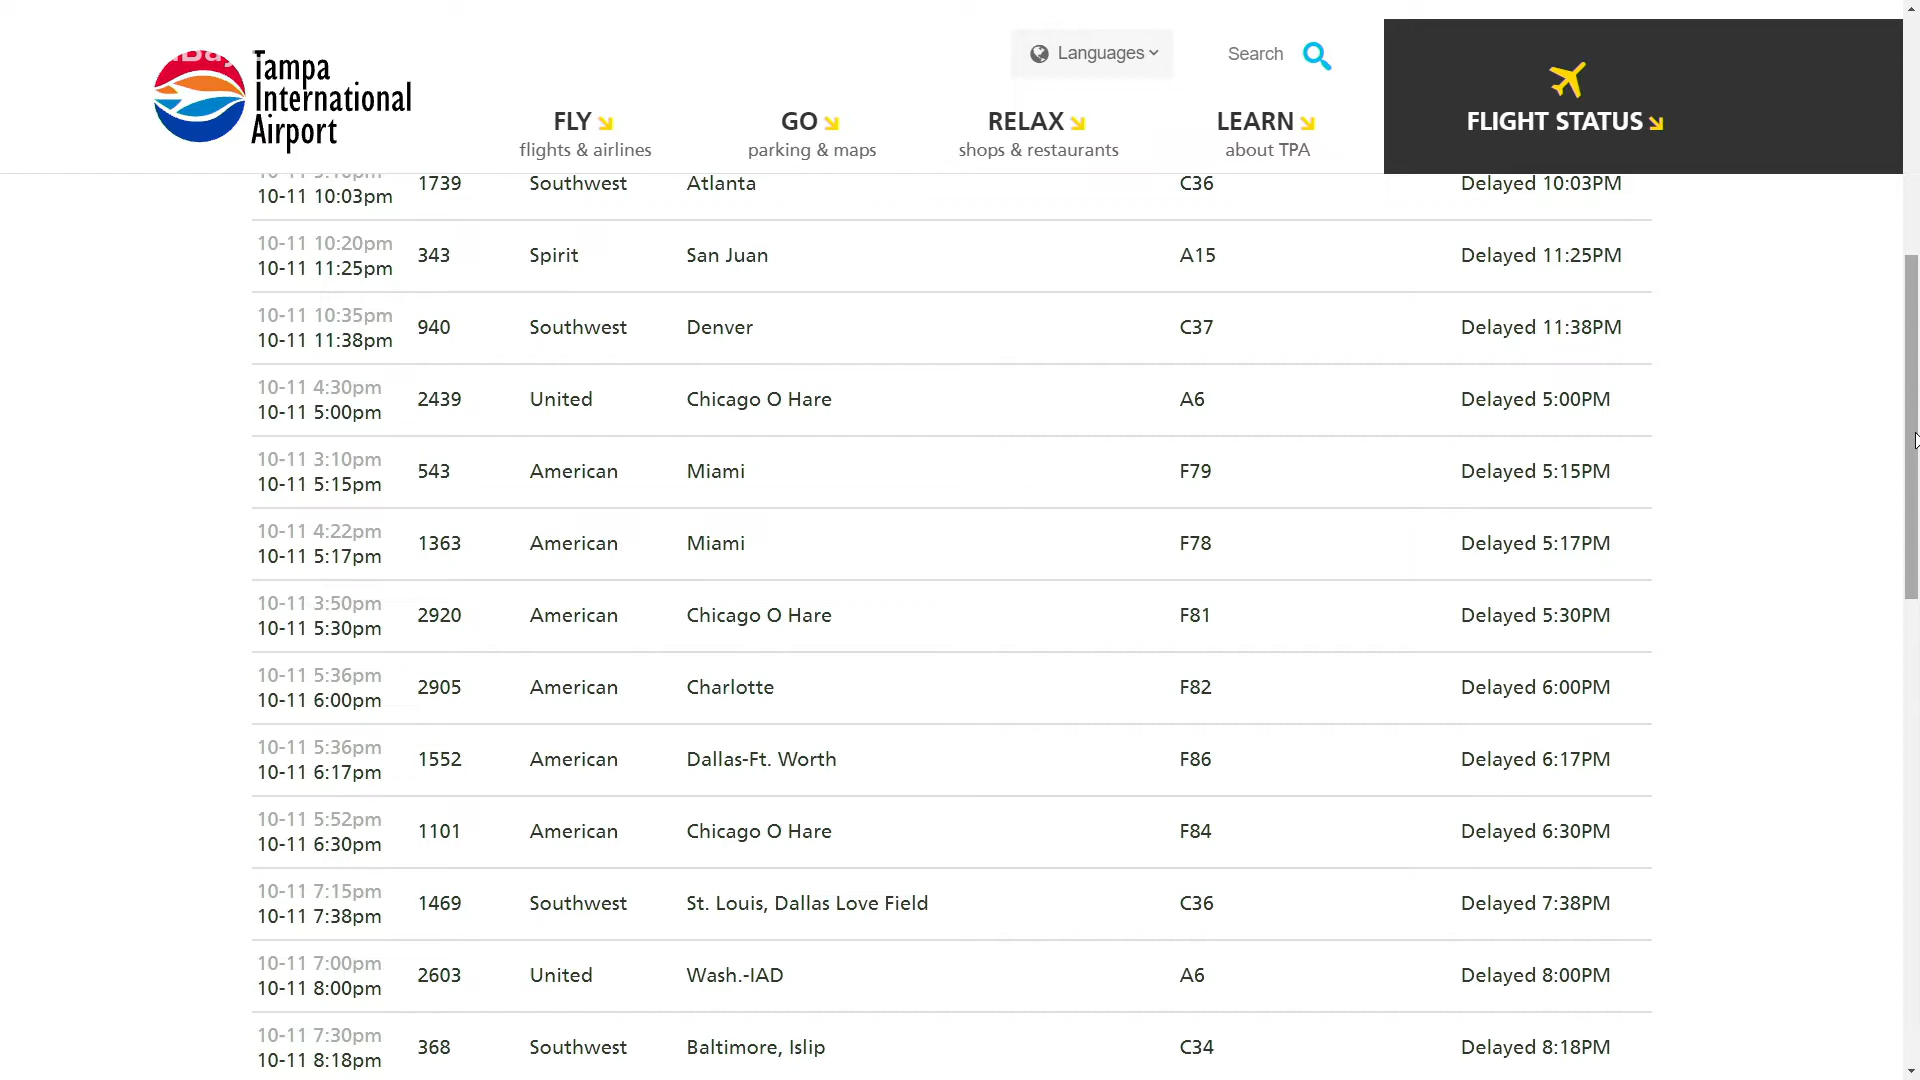 Tampa
International
Airport
Languages
Search
FLY
flights & airlines
GO
parking & maps
RELAX
shops & restaurants
LEARN
about TPA
FLIGHT STATUS
10-11 10:03pm 1739 Southwest Atlanta C36 Delayed 10:03PM
10-11 10:20pm
10-11 11:25pm 343 Spirit San Juan A15 Delayed 11:25PM
10-11 10:35pm
10-11 11:38pm 940 Southwest Denver C37 Delayed 11:38PM
10-11 4:30pm
10-11 5:00pm 2439 United Chicago O Hare A6 Delayed 5:00PM
10-11 3:10pm
10-11 5:15pm 543 American Miami F79 Delayed 5:15PM
10-11 4:22pm
10-11 5:17pm 1363 American Miami F78 Delayed 5:17PM
10-11 3:50pm
10-11 5:30pm 2920 American Chicago O Hare F81 Delayed 5:30PM
10-11 5:36pm
10-11 6:00pm 2905 American Charlotte F82 Delayed 6:00PM
10-11 5:36pm
10-11 6:17pm 1552 American Dallas-Ft. Worth F86 Delayed 6:17PM
10-11 5:52pm
10-11 6:30pm 1101 American Chicago O Hare F84 Delayed 6:30PM
10-11 7:15pm
10-11 7:38pm 1469 Southwest St. Louis, Dallas Love Field C36 Delayed 7:38PM
10-11 7:00pm
10-11 8:00pm 2603 United Wash.-IAD A6 Delayed 8:00PM
10-11 7:30pm
10-11 8:18pm 368 Southwest Baltimore, Islip C34 Delayed 8:18PM